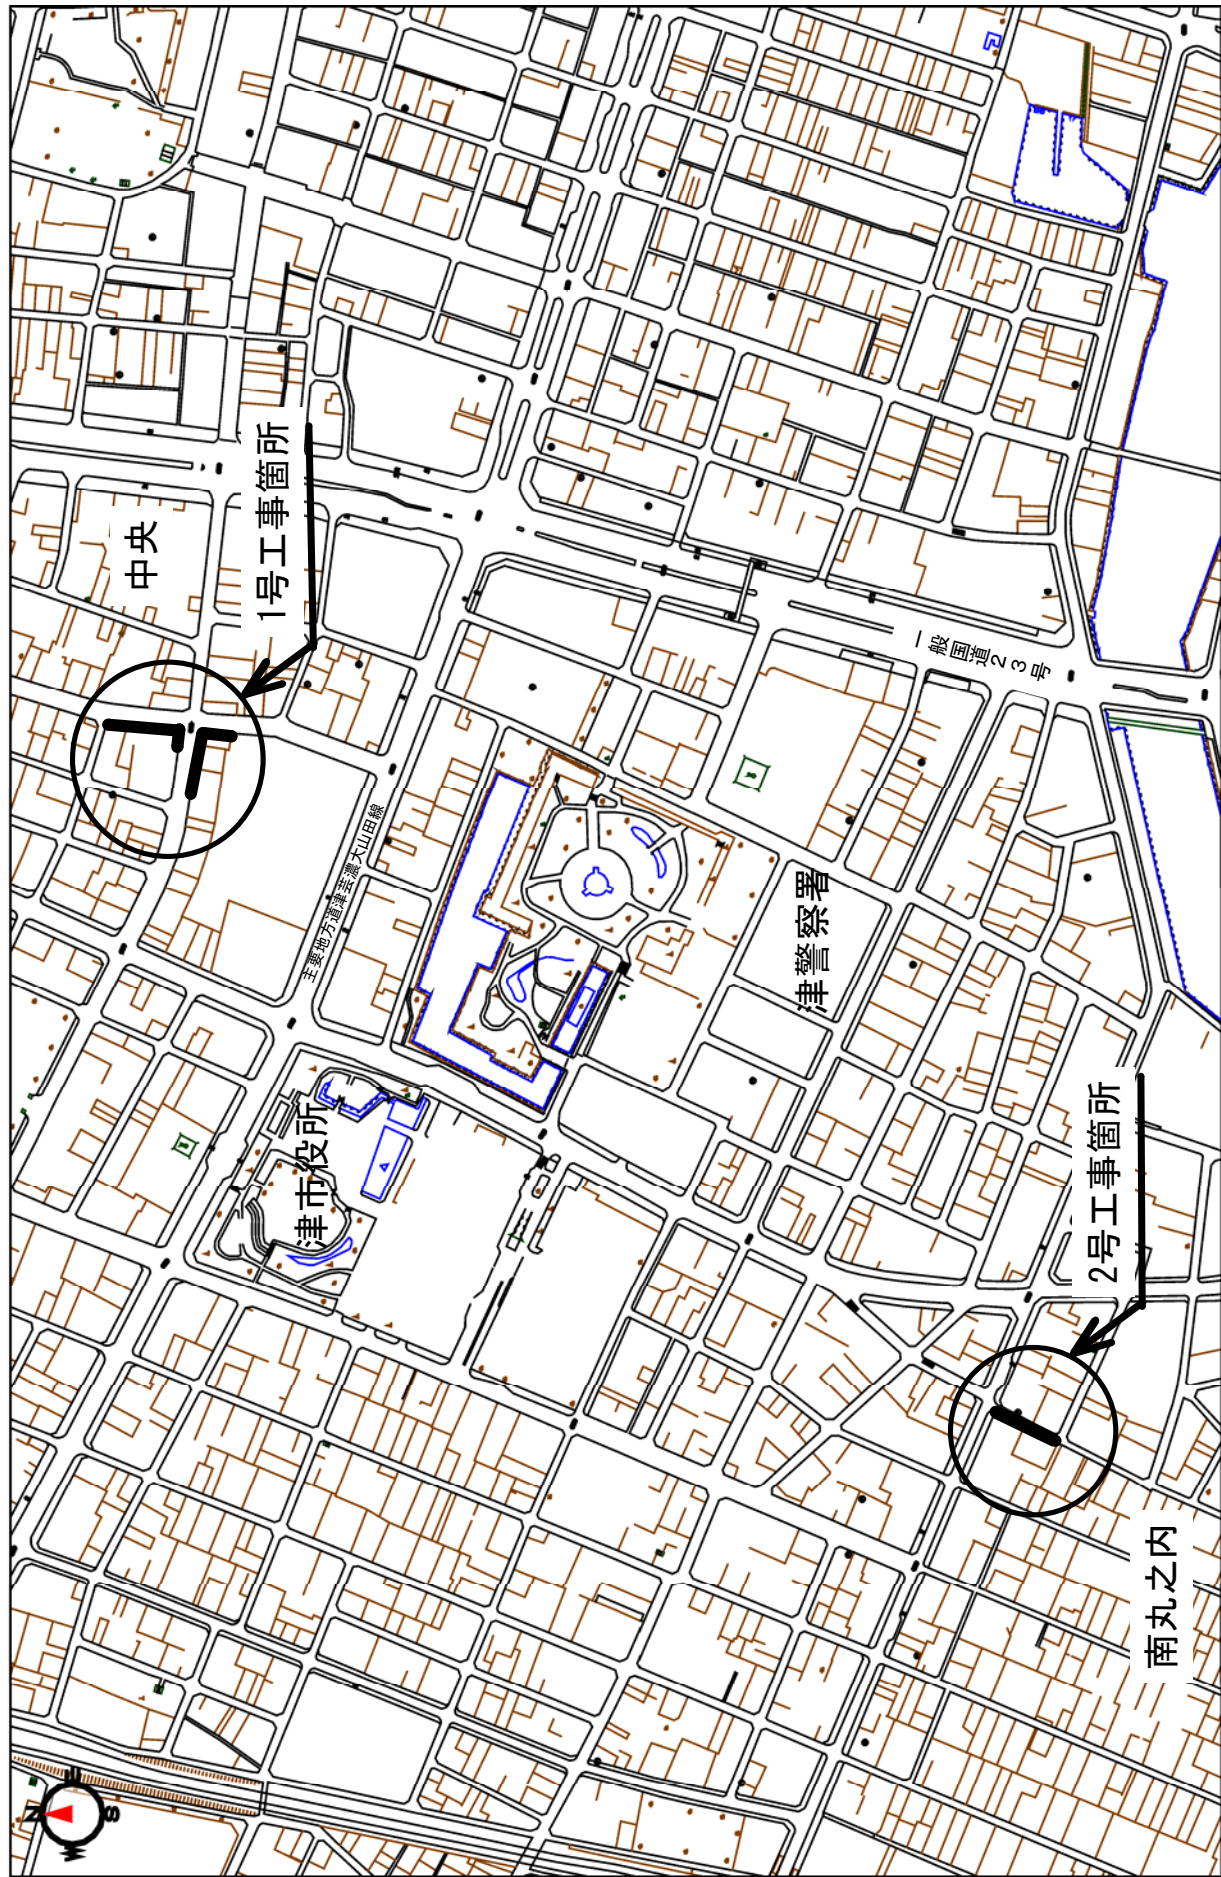 中央
1号工事箇所
一般国道23号
主要地方道津芸濃大山田線
津警察署
津市役所
2号工事箇所
南丸之内
N
E
S
W